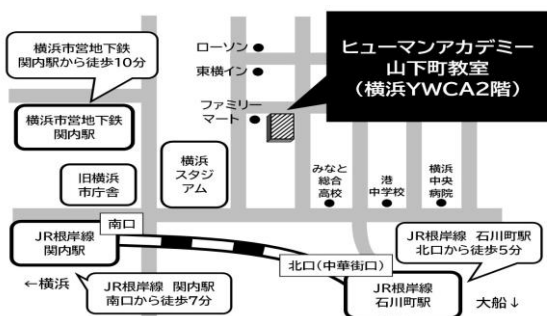 横浜市営地下鉄
関内駅から徒歩10分
ローソン
東横イン
ファミリー
マート
ヒューマンアカデミー
山下町教室
(横浜YWCA2階)
横浜市営地下鉄
関内駅
旧横浜
市庁舎
横浜
スタジ
アム
みなと
総合
高校
港
中学校
横浜
中央
病院
南口
JR根岸線
関内駅
←横浜
JR根岸線 関内駅
南口から徒歩7分
北口(中華街口)
JR根岸線 石川町駅
北口から徒歩5分
JR根岸線
石川町駅
大船↓